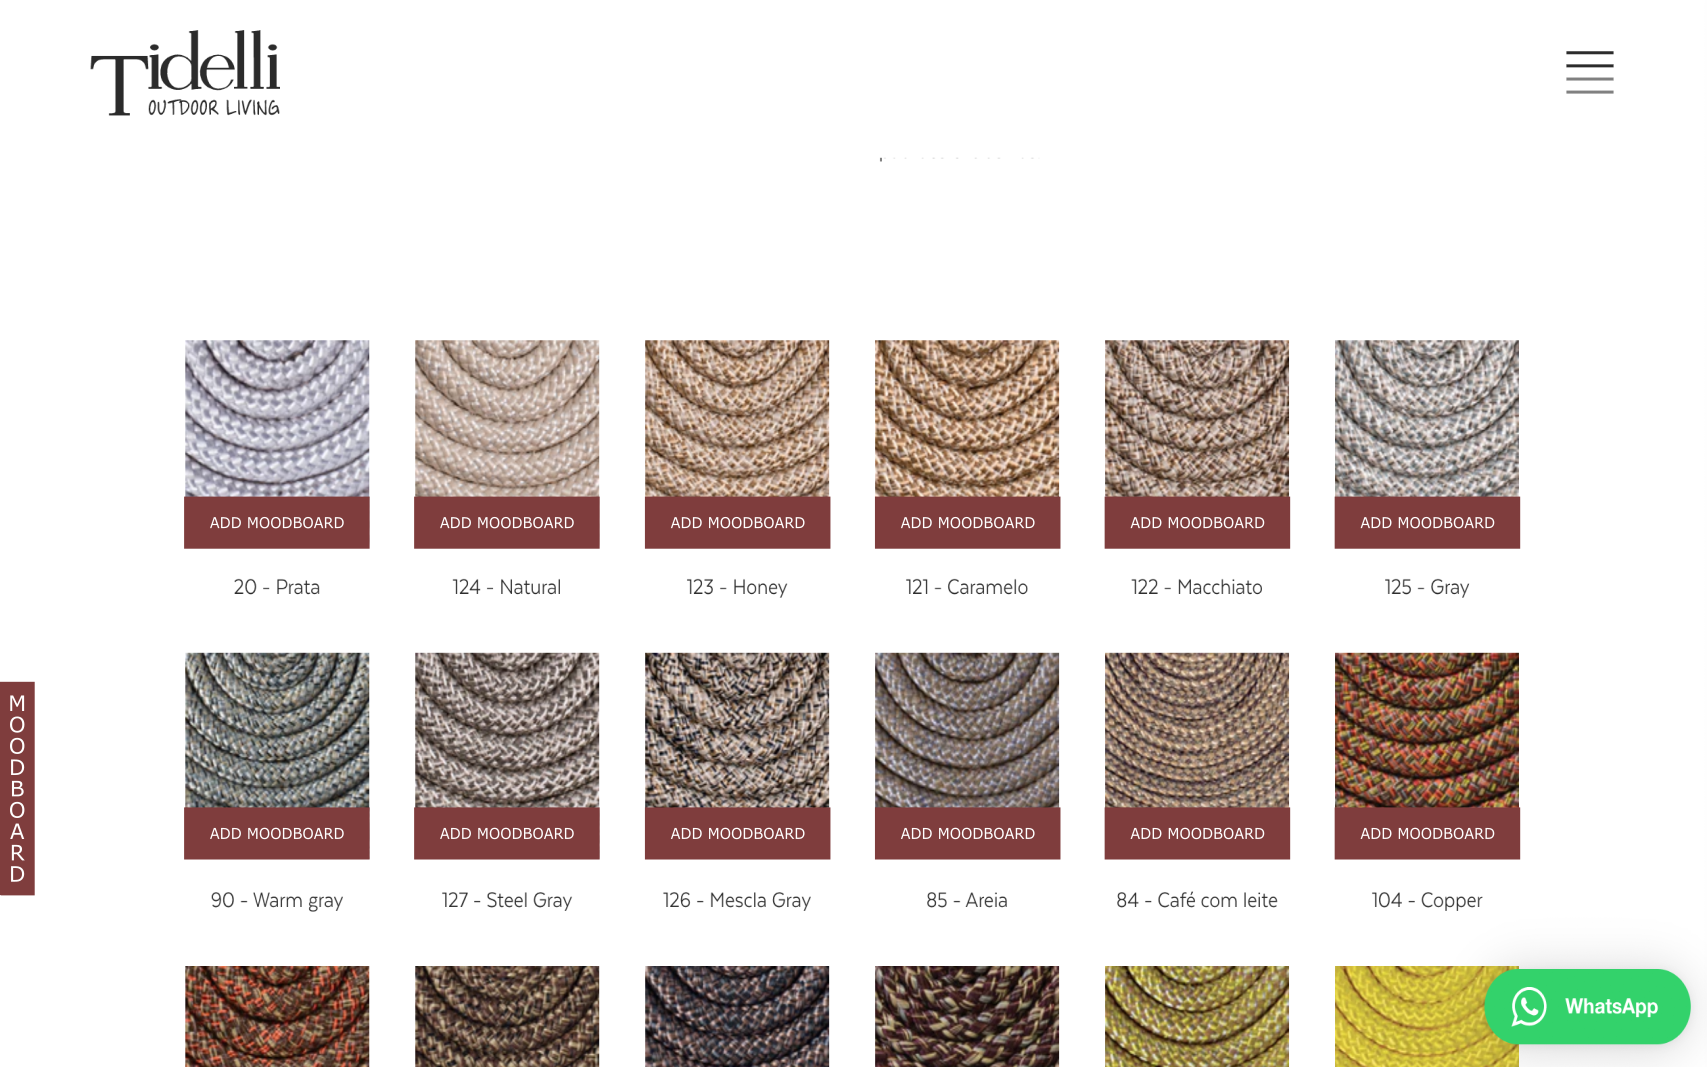 Tidelli
OUTDOOR LIVING
ADD MOODBOARD
ADD MOODBOARD
ADD MOODBOARD
ADD MOODBOARD
ADD MOODBOARD
ADD MOODBOARD
20 - Prata
124 - Natural
123 - Honey
121 - Caramelo
122 - Macchiato
125 - Gray
ADD MOODBOARD
ADD MOODBOARD
ADD MOODBOARD
ADD MOODBOARD
ADD MOODBOARD
ADD MOODBOARD
MOODBOARD
90 - Warm gray
127 - Steel Gray
126 - Mescla Gray
85 - Areia
84 - Café com leite
104 - Copper
WhatsApp